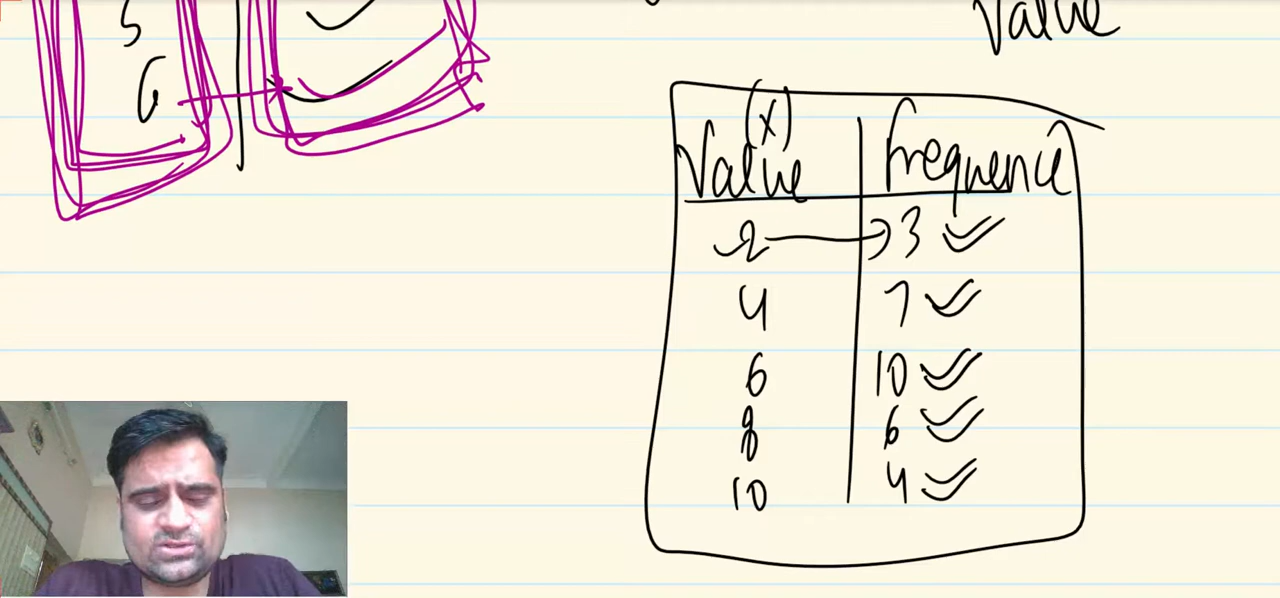 5
6
Value
(x)
Value frequence
2 → 3
4 7
6 10
8 6
10 4